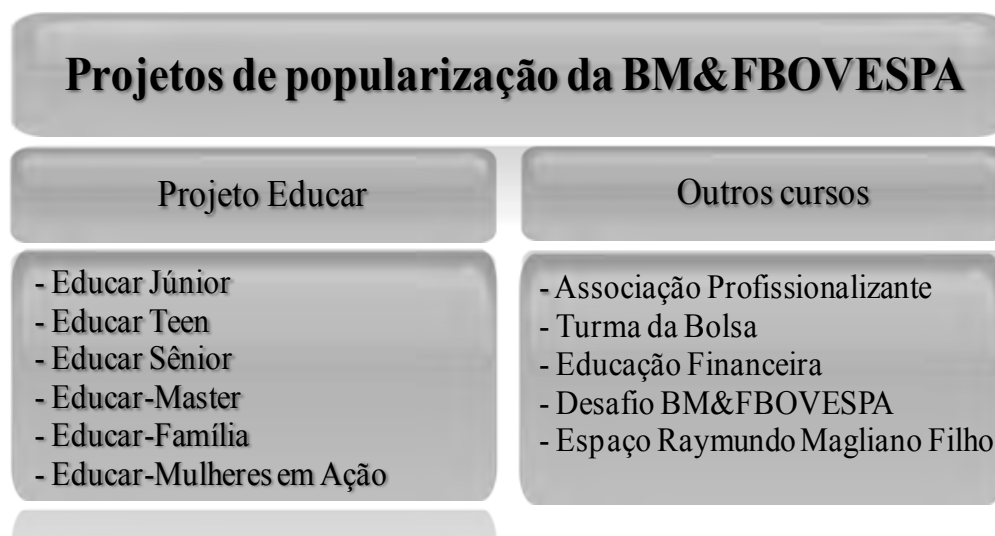 Projetos de popularização da BM&FBOVESPA
Projeto Educar
- Educar Júnior
- Educar Teen
- Educar Sênior
- Educar-Master
- Educar-Família
- Educar-Mulheres em Ação
Outros cursos
- Associação Profissionalizante
- Turma da Bolsa
- Educação Financeira
- Desafio BM&FBOVESPA
- Espaço Raymundo Magliano Filho